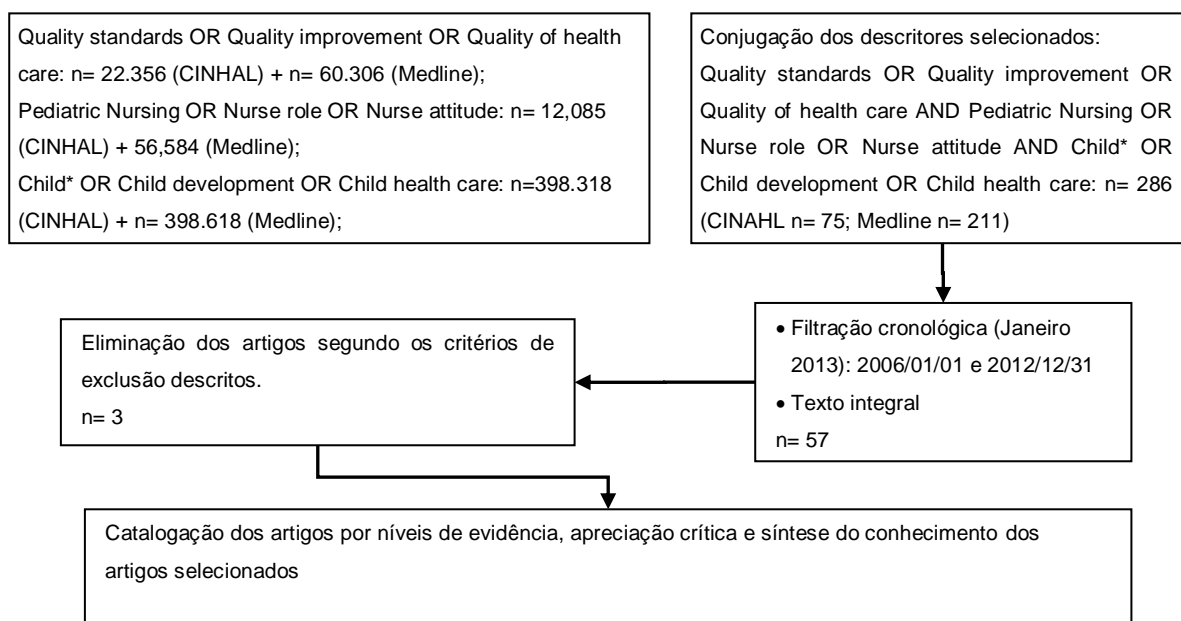 Quality standards OR Quality improvement OR Quality of health
care: n= 22.356 (CINHAL) + n= 60.306 (Medline);
Pediatric Nursing OR Nurse role OR Nurse attitude: n= 12,085
(CINHAL) + 56,584 (Medline);
Child* OR Child development OR Child health care: n=398.318
(CINHAL) + n= 398.618 (Medline);
Conjugação dos descritores selecionados:
Quality standards OR Quality improvement OR
Quality of health care AND Pediatric Nursing OR
Nurse role OR Nurse attitude AND Child* OR
Child development OR Child health care: n= 286
(CINAHL n= 75; Medline n= 211)
• Filtração cronológica (Janeiro
2013): 2006/01/01 e 2012/12/31
• Texto integral
n= 57
Eliminação dos artigos segundo os critérios de
exclusão descritos.
n= 3
Catalogação dos artigos por níveis de evidência, apreciação crítica e síntese do conhecimento dos
artigos selecionados